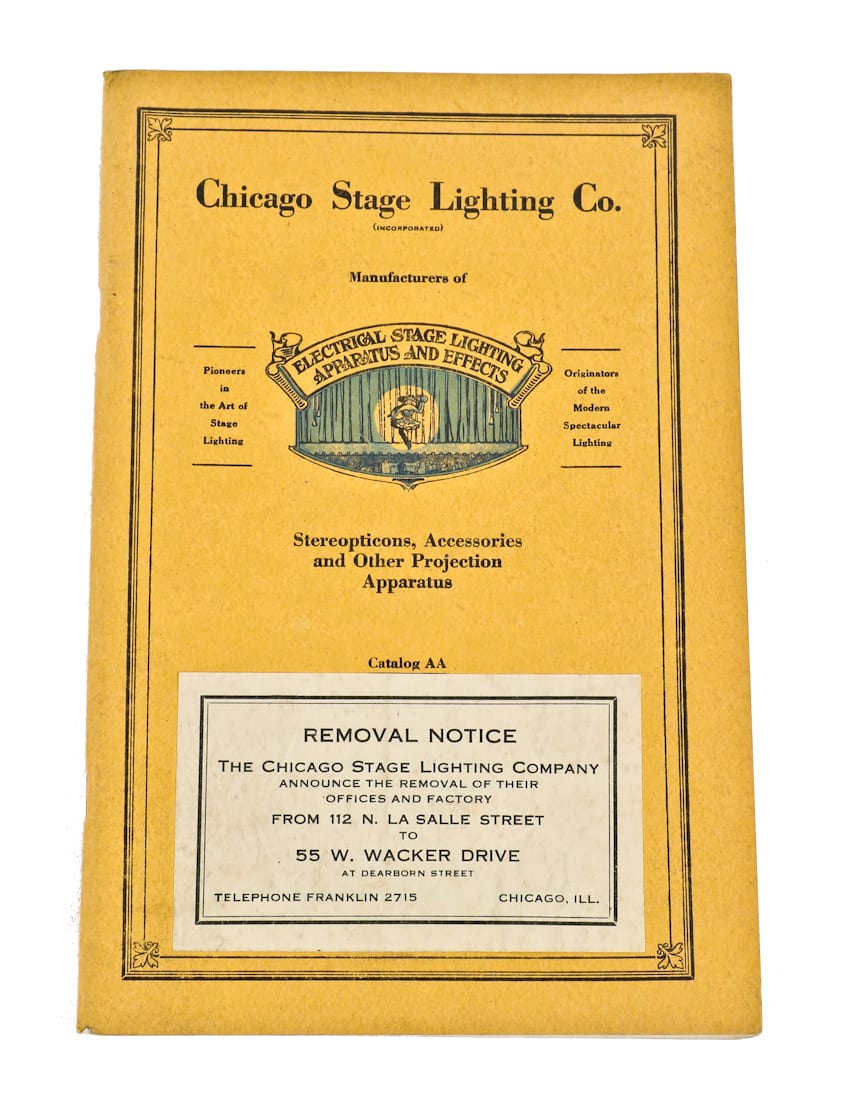 Chicago Stage Lighting Co.
(INCORPORATED)
Manufacturers of
ELECTRICAL STAGE LIGHTING
APPARATUS AND EFFECTS
Pioneers
in
the Art of
Stage
Lighting
Originators
of the
Modern
Spectacular
Lighting
Stereopticons, Accessories
and Other Projection
Apparatus
Catalog AA
REMOVAL NOTICE
THE CHICAGO STAGE LIGHTING COMPANY
ANNOUNCE THE REMOVAL OF THEIR
OFFICES AND FACTORY
FROM 112 N. LA SALLE STREET
TO
55 W. WACKER DRIVE
AT DEARBORN STREET
TELEPHONE FRANKLIN 2715 CHICAGO, ILL.